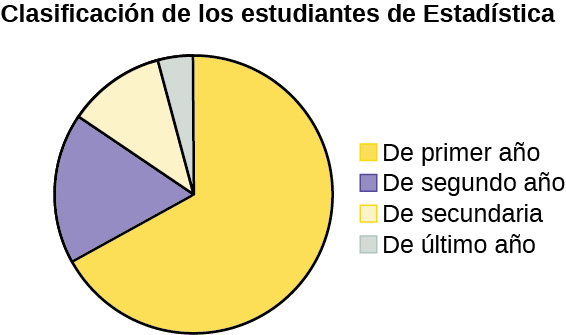 Clasificación de los estudiantes de Estadística
De primer año
De segundo año
De secundaria
De último año